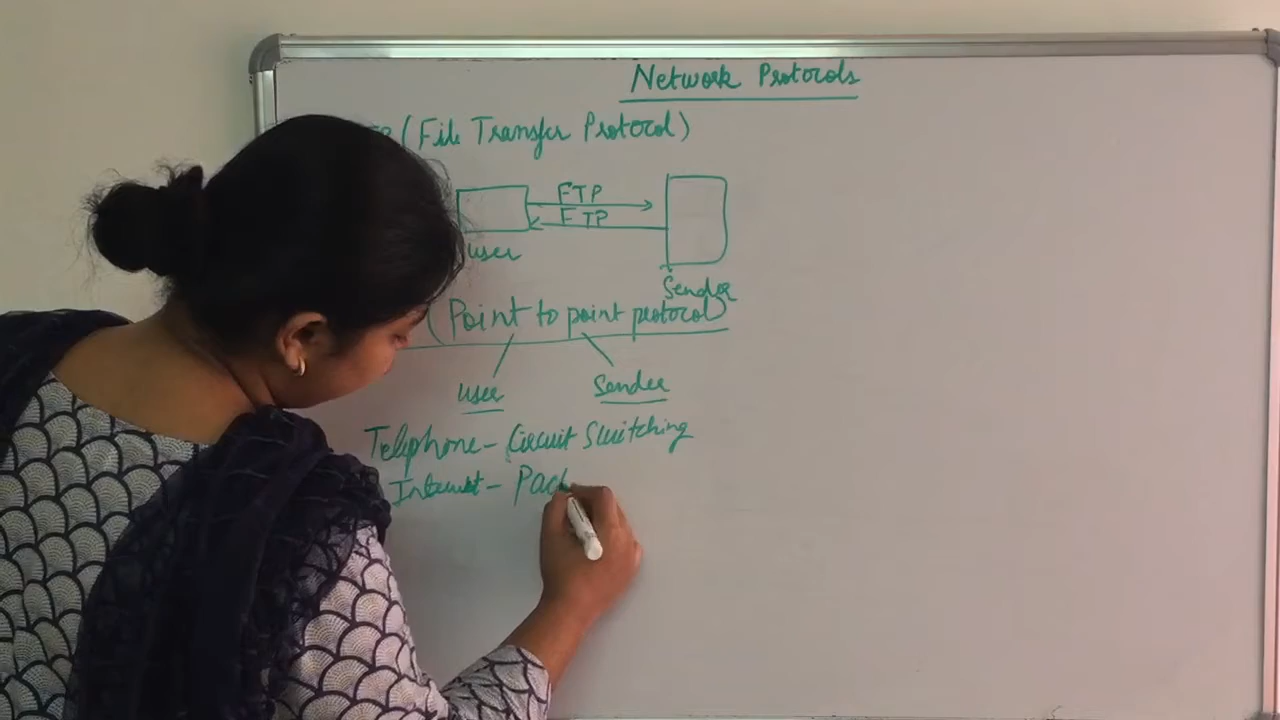 Network Protocols
(File Transfer Protocol)
FTP
FTP
user
Sender
(Point to point protocol)
user Sender
Telephone - Circuit Switching
Internet - Pack